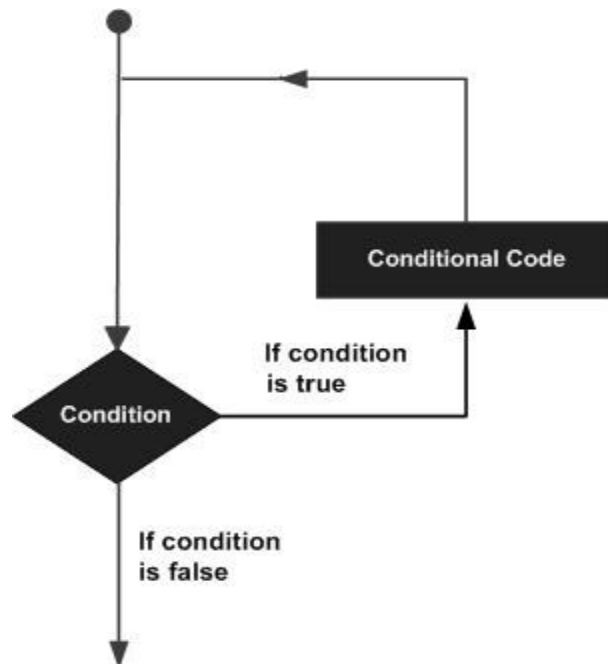 Conditional Code
If condition
is true
Condition
If condition
is false